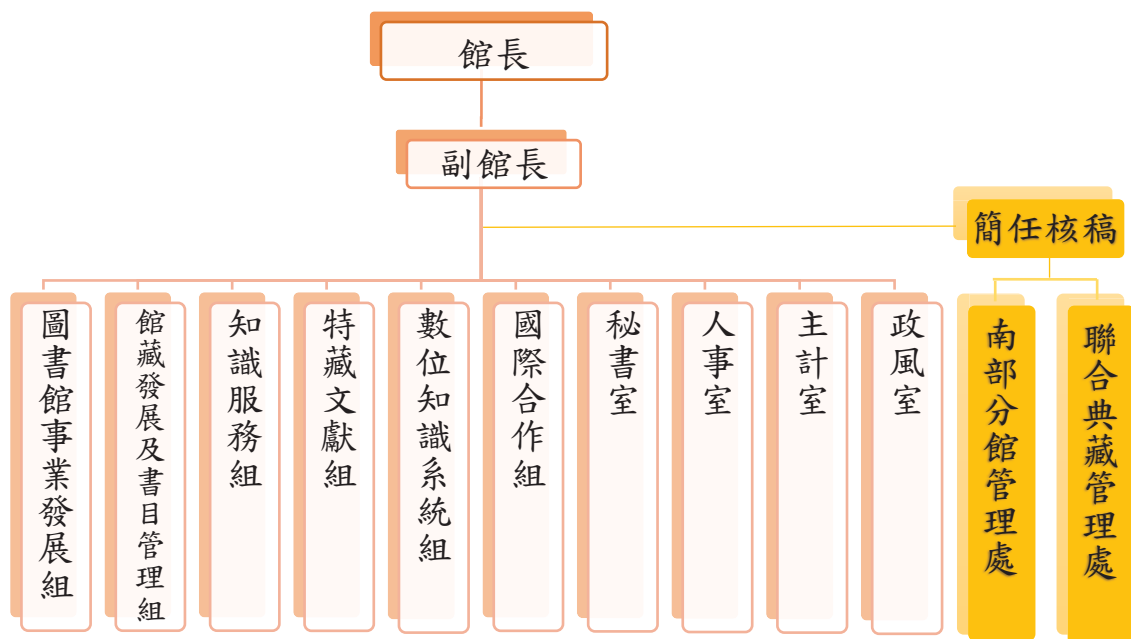 館長
副館長
簡任核稿
圖書館事業發展組
館藏發展及書目管理組
知識服務組
特藏文獻組
數位知識系統組
國際合作組
秘書室
人事室
主計室
政風室
南部分館管理處
聯合典藏管理處